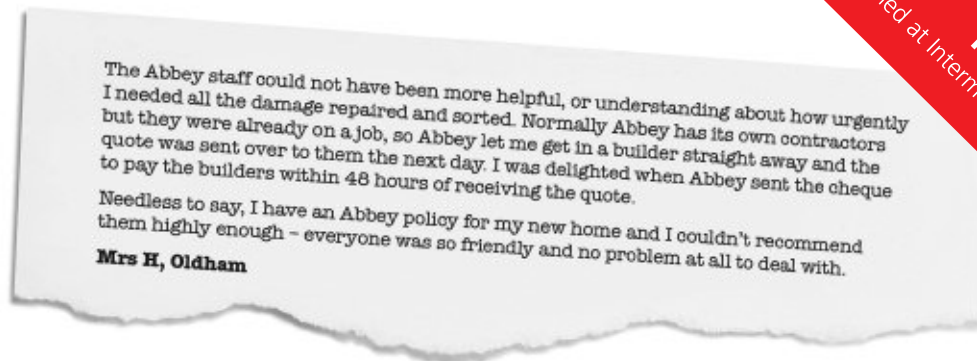 The Abbey staff could not have been more helpful, or understanding about how urgently
I needed all the damage repaired and sorted. Normally Abbey has its own contractors
but they were already on a job, so Abbey let me get in a builder straight away and the
quote was sent over to them the next day. I was delighted when Abbey sent the cheque
to pay the builders within 48 hours of receiving the quote.
Needless to say, I have an Abbey policy for my new home and I couldn't recommend
them highly enough – everyone was so friendly and no problem at all to deal with.
Mrs H, Oldham
at